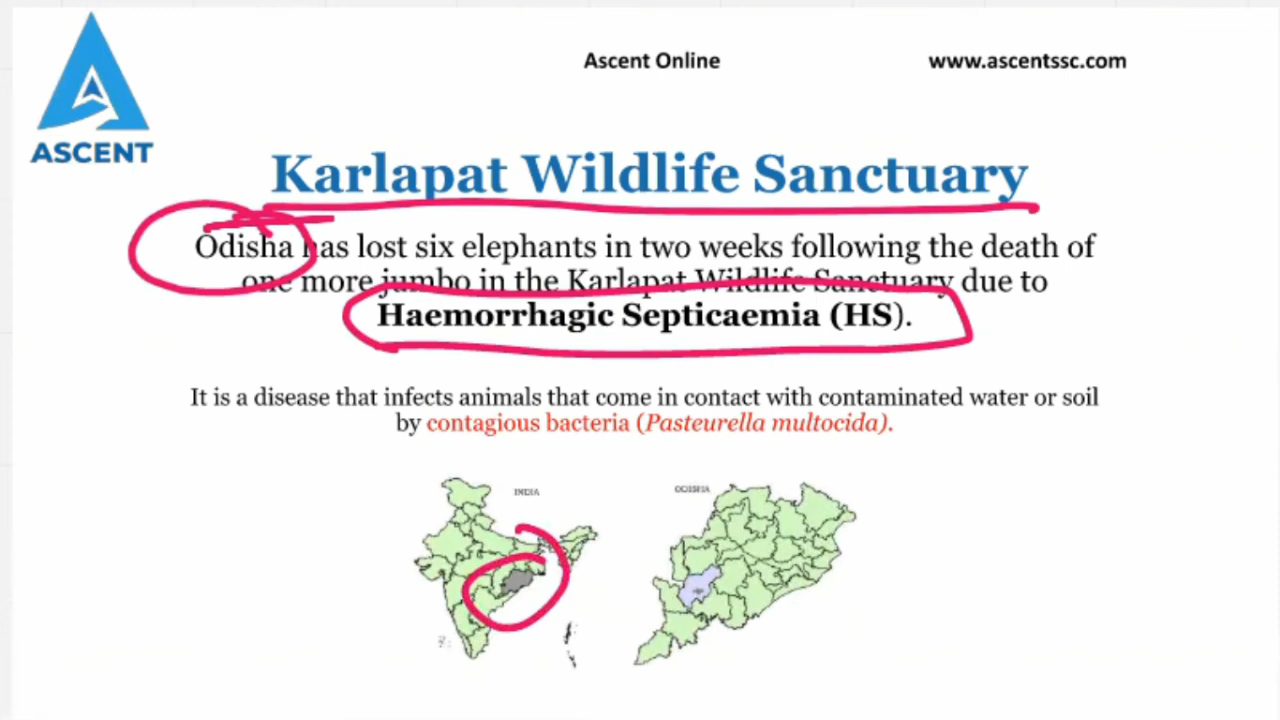 Ascent Online www.ascentssc.com
ASCENT
Karlapat Wildlife Sanctuary
Odisha has lost six elephants in two weeks following the death of
one more jumbo in the Karlapat Wildlife Sanctuary due to
Haemorrhagic Septicaemia (HS).
It is a disease that infects animals that come in contact with contaminated water or soil
by contagious bacteria (Pasteurella multocida).
INDIA
ODISHA